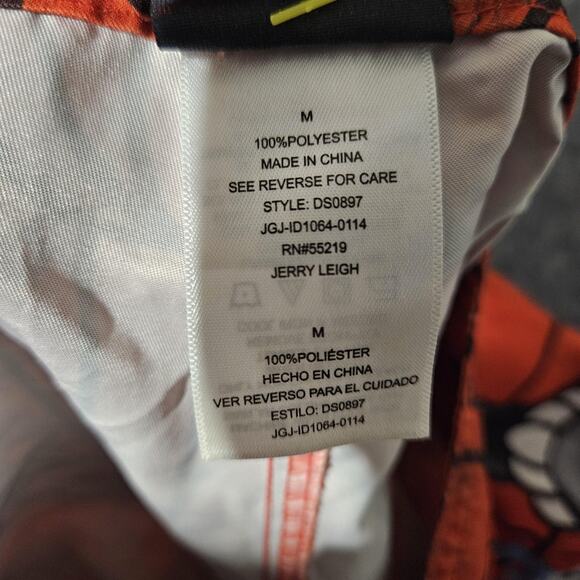 M
100%POLYESTER
MADE IN CHINA
SEE REVERSE FOR CARE
STYLE: DS0897
JGJ-ID1064-0114
RN#55219
JERRY LEIGH
M
100%POLIÉSTER
HECHO EN CHINA
VER REVERSO PARA EL CUIDADO
ESTILO: DS0897
JGJ-ID1064-0114